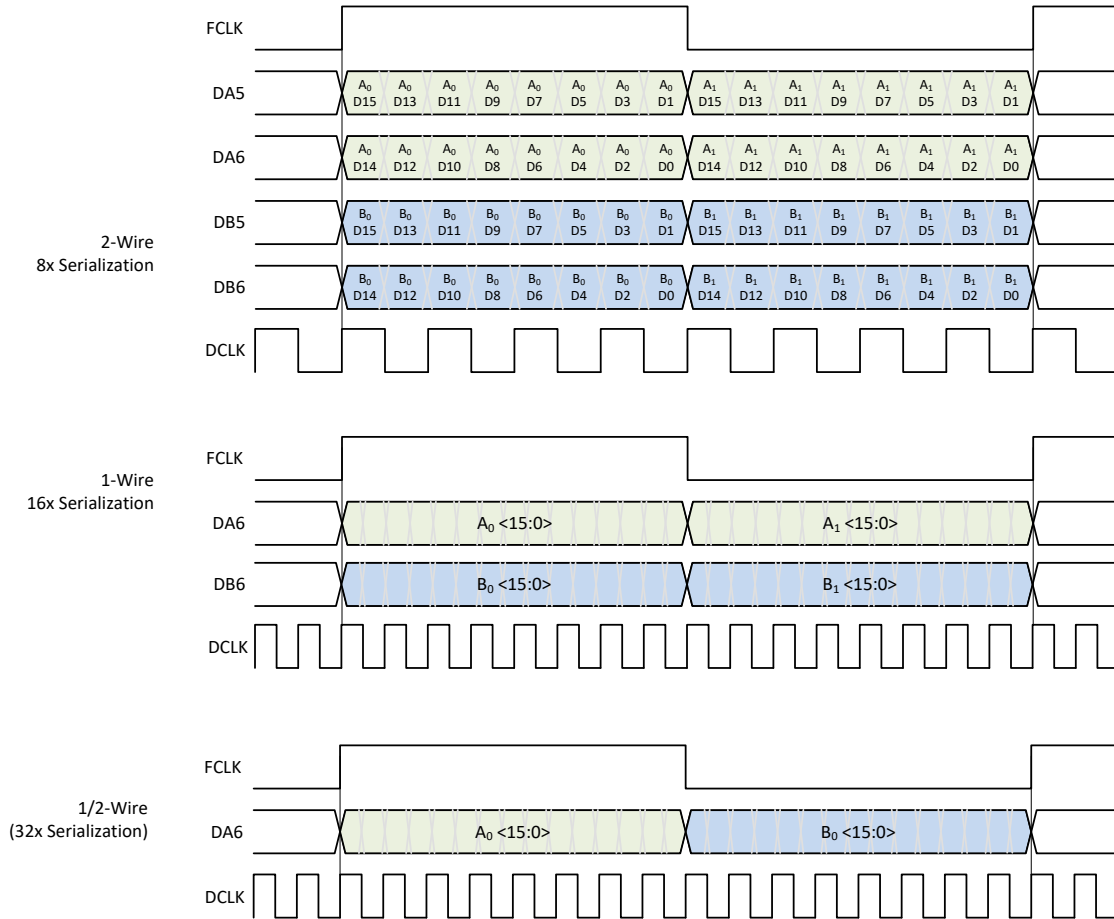 FCLK
DA5
A0 A0 A0 A0 A0 A0 A0 A0 A1 A1 A1 A1 A1 A1 A1 A1
D15 D13 D11 D9 D7 D5 D3 D1 D15 D13 D11 D9 D7 D5 D3 D1
DA6
A0 A0 A0 A0 A0 A0 A0 A0 A1 A1 A1 A1 A1 A1 A1 A1
D14 D12 D10 D8 D6 D4 D2 D0 D14 D12 D10 D8 D6 D4 D2 D0
2-Wire
8x Serialization
DB5
B0 B0 B0 B0 B0 B0 B0 B0 B1 B1 B1 B1 B1 B1 B1 B1
D15 D13 D11 D9 D7 D5 D3 D1 D15 D13 D11 D9 D7 D5 D3 D1
DB6
B0 B0 B0 B0 B0 B0 B0 B0 B1 B1 B1 B1 B1 B1 B1 B1
D14 D12 D10 D8 D6 D4 D2 D0 D14 D12 D10 D8 D6 D4 D2 D0
DCLK
FCLK
1-Wire
16x Serialization
DA6 A0 <15:0> A1 <15:0>
DB6 B0 <15:0> B1 <15:0>
DCLK
FCLK
1/2-Wire
(32x Serialization)
DA6 A0 <15:0> B0 <15:0>
DCLK